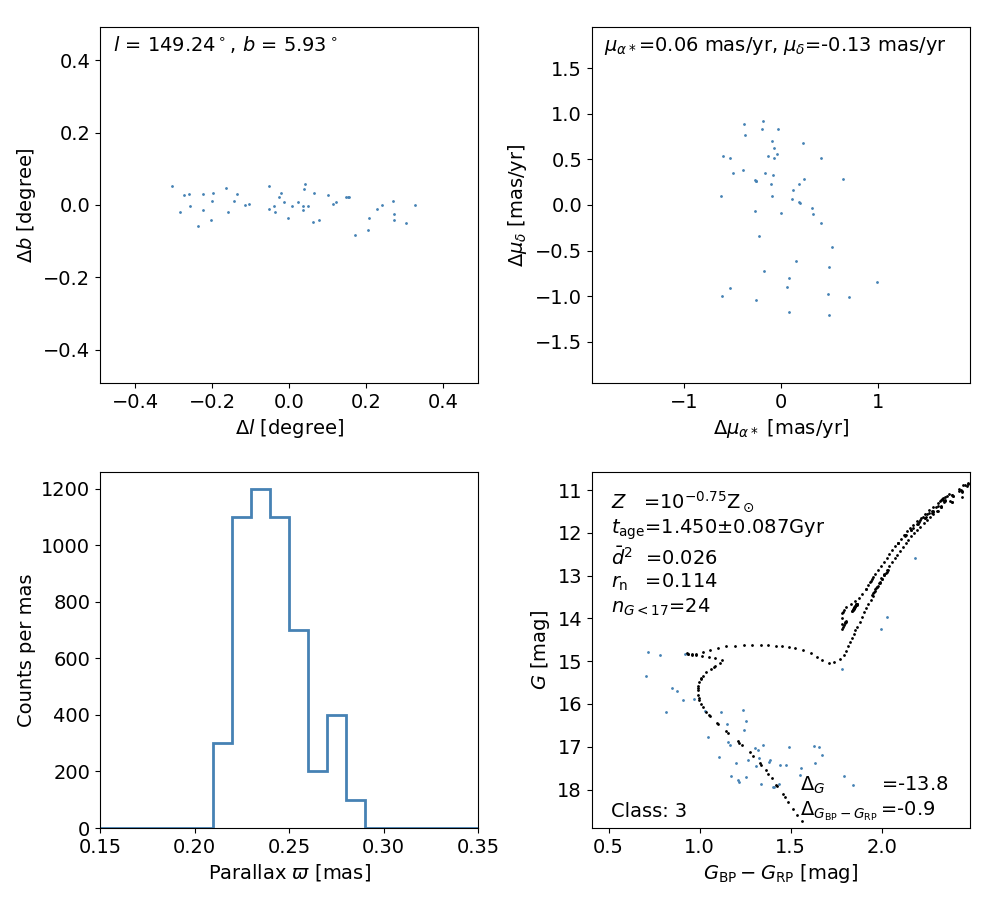 l = 149.24°, b = 5.93°
0.4
0.2
0.0
−0.2
−0.4
Δb [degree]
−0.4 −0.2 0.0 0.2 0.4
Δl [degree]
μα*=0.06 mas/yr, μδ=-0.13 mas/yr
1.5
1.0
0.5
0.0
−0.5
−1.0
−1.5
Δμδ [mas/yr]
−1 0 1
Δμα* [mas/yr]
1200
1000
800
600
400
200
0
Counts per mas
0.15 0.20 0.25 0.30 0.35
Parallax ϖ [mas]
Z =10^−0.75 Z⊙
tage=1.450±0.087Gyr
d̄² =0.026
rn =0.114
nG<17=24
11
12
13
14
15
16
17
18
G [mag]
ΔG =-13.8
ΔGBP−GRP =-0.9
Class: 3
0.5 1.0 1.5 2.0
GBP − GRP [mag]